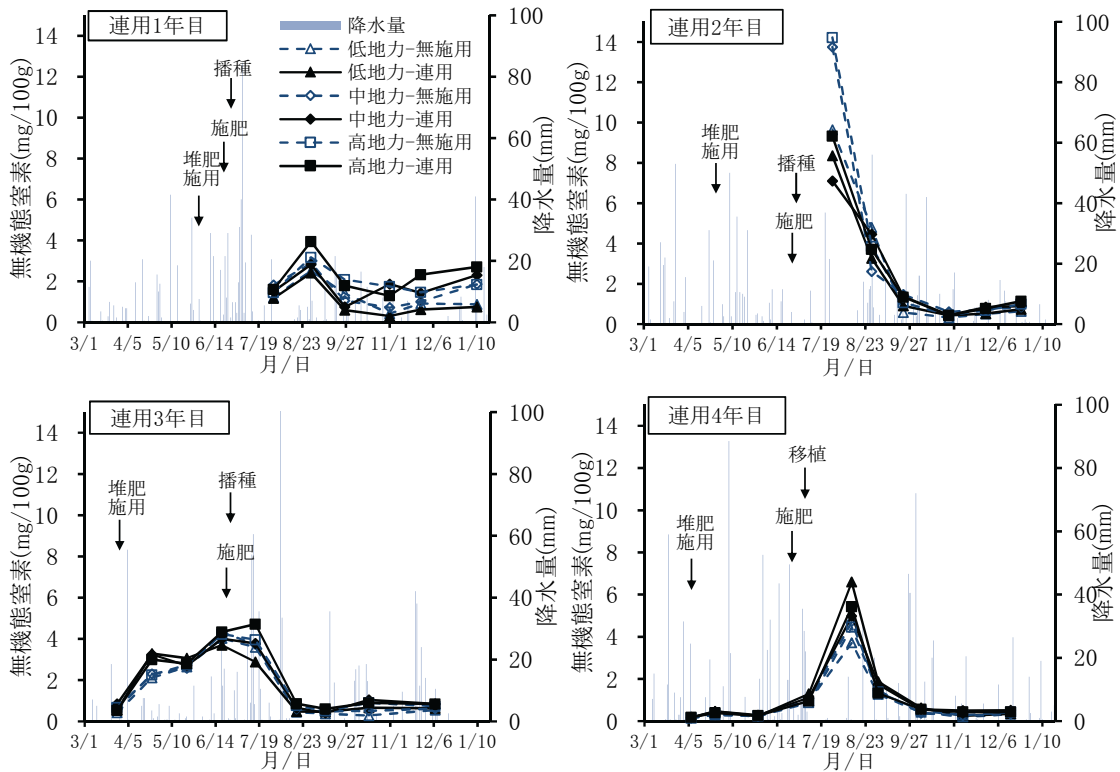 連用1年目
降水量
低地力-無施用
低地力-連用
中地力-無施用
中地力-連用
高地力-無施用
高地力-連用
播種
施肥
堆肥
施用
無機態窒素(mg/100g)
14
12
10
8
6
4
2
0
100
80
60
40
20
0
降水量(mm)
3/1 4/5 5/10 6/14 7/19 8/23 9/27 11/1 12/6 1/10
月/日
連用2年目
堆肥
施用
播種
施肥
無機態窒素(mg/100g)
14
12
10
8
6
4
2
0
100
80
60
40
20
0
降水量(mm)
3/1 4/5 5/10 6/14 7/19 8/23 9/27 11/1 12/6 1/10
月/日
連用3年目
堆肥
施用
播種
施肥
無機態窒素(mg/100g)
14
12
10
8
6
4
2
0
100
80
60
40
20
0
降水量(mm)
3/1 4/5 5/10 6/14 7/19 8/23 9/27 11/1 12/6 1/10
月/日
連用4年目
移植
施肥
堆肥
施用
無機態窒素(mg/100g)
14
12
10
8
6
4
2
0
100
80
60
40
20
0
降水量(mm)
3/1 4/5 5/10 6/14 7/19 8/23 9/27 11/1 12/6 1/10
月/日